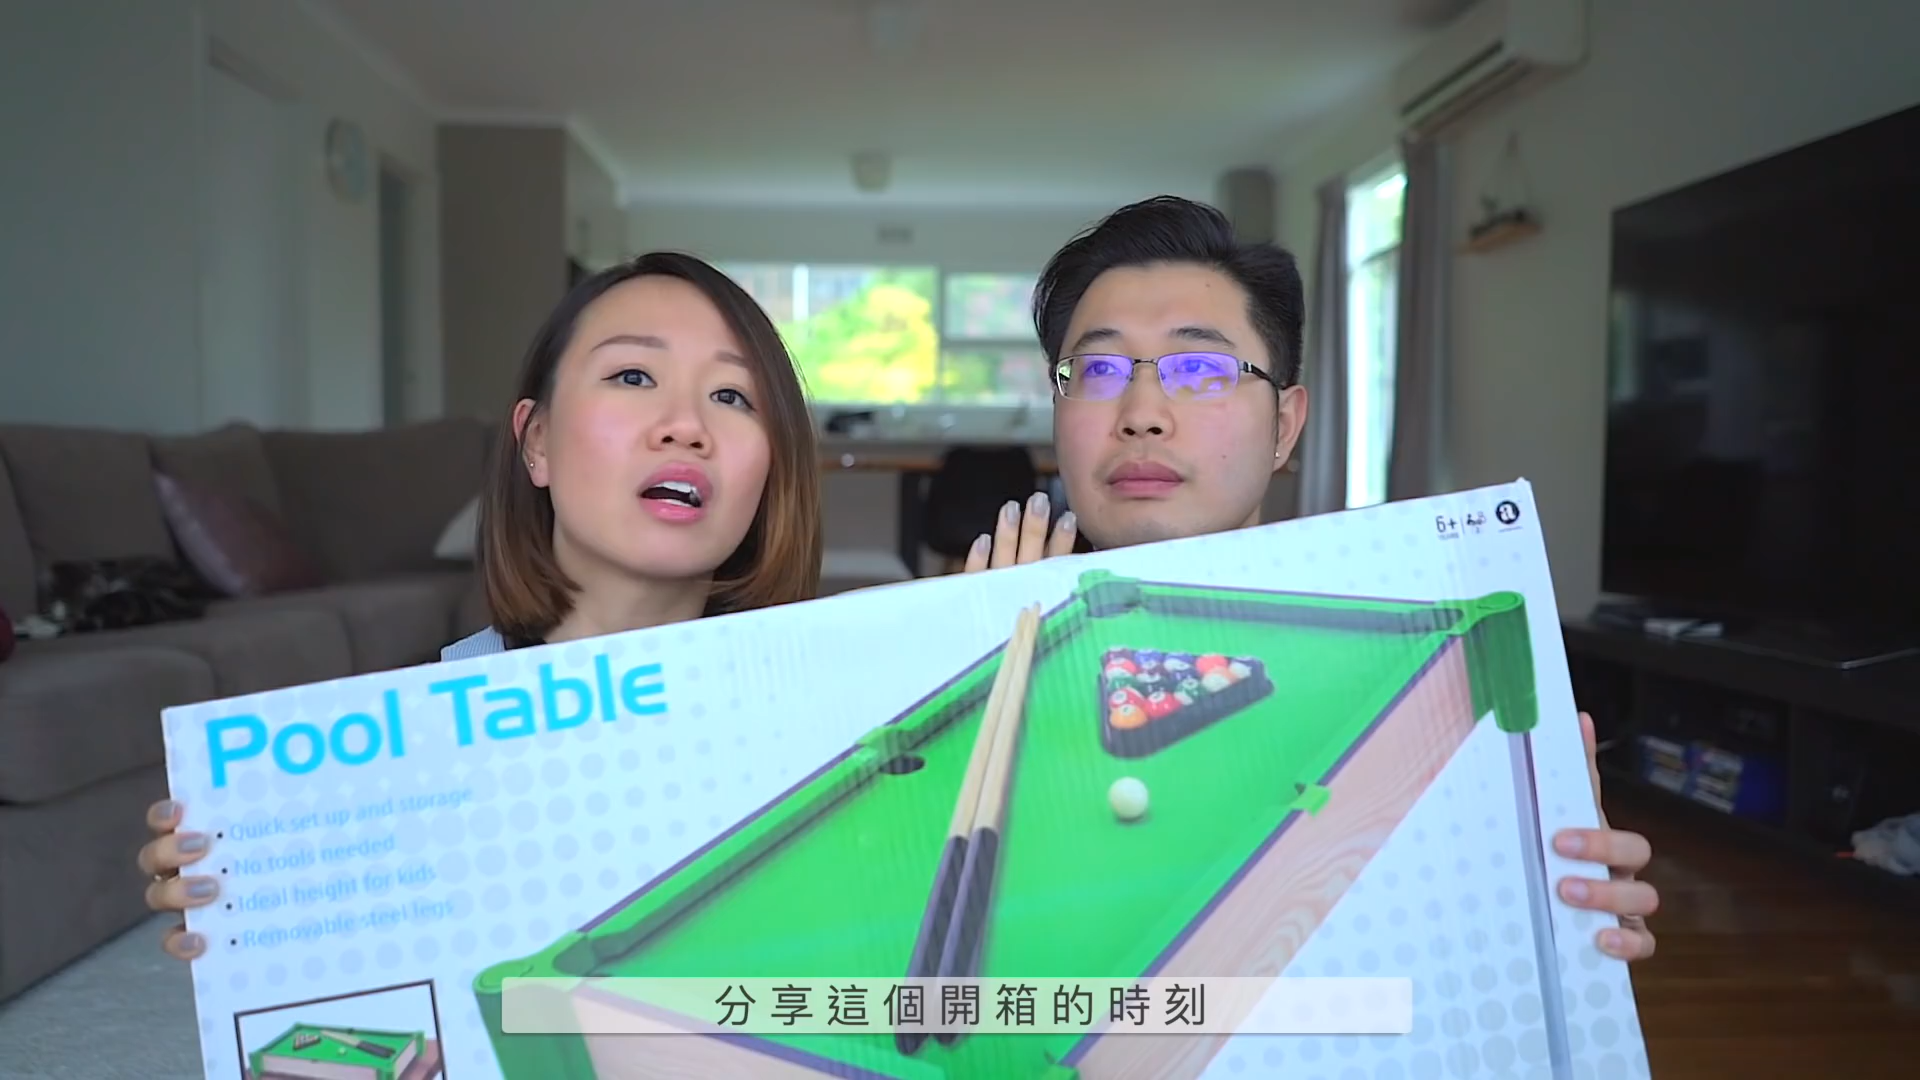 6+
YEARS
Pool Table
• Quick set up and storage
• No tools needed
• Ideal height for kids
• Removable steel legs
分享這個開箱的時刻